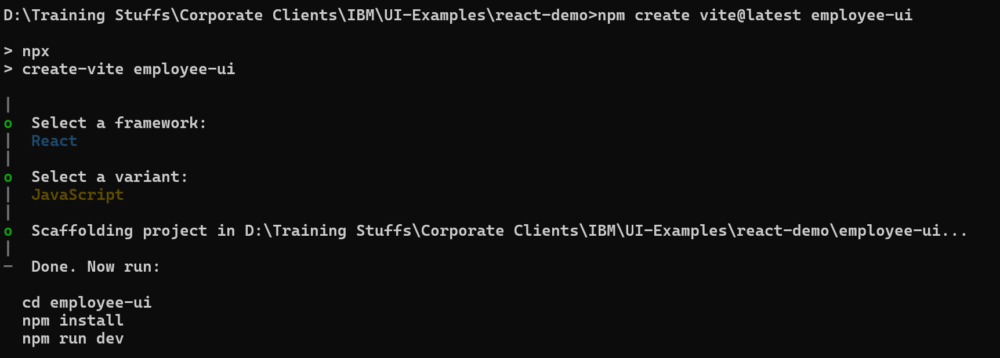 D:\Training Stuffs\Corporate Clients\IBM\UI-Examples\react-demo>npm create vite@latest employee-ui
> npx
> create-vite employee-ui
|
o  Select a framework:
|  React
|
o  Select a variant:
|  JavaScript
|
o  Scaffolding project in D:\Training Stuffs\Corporate Clients\IBM\UI-Examples\react-demo\employee-ui...
|
—  Done. Now run:
cd employee-ui
npm install
npm run dev